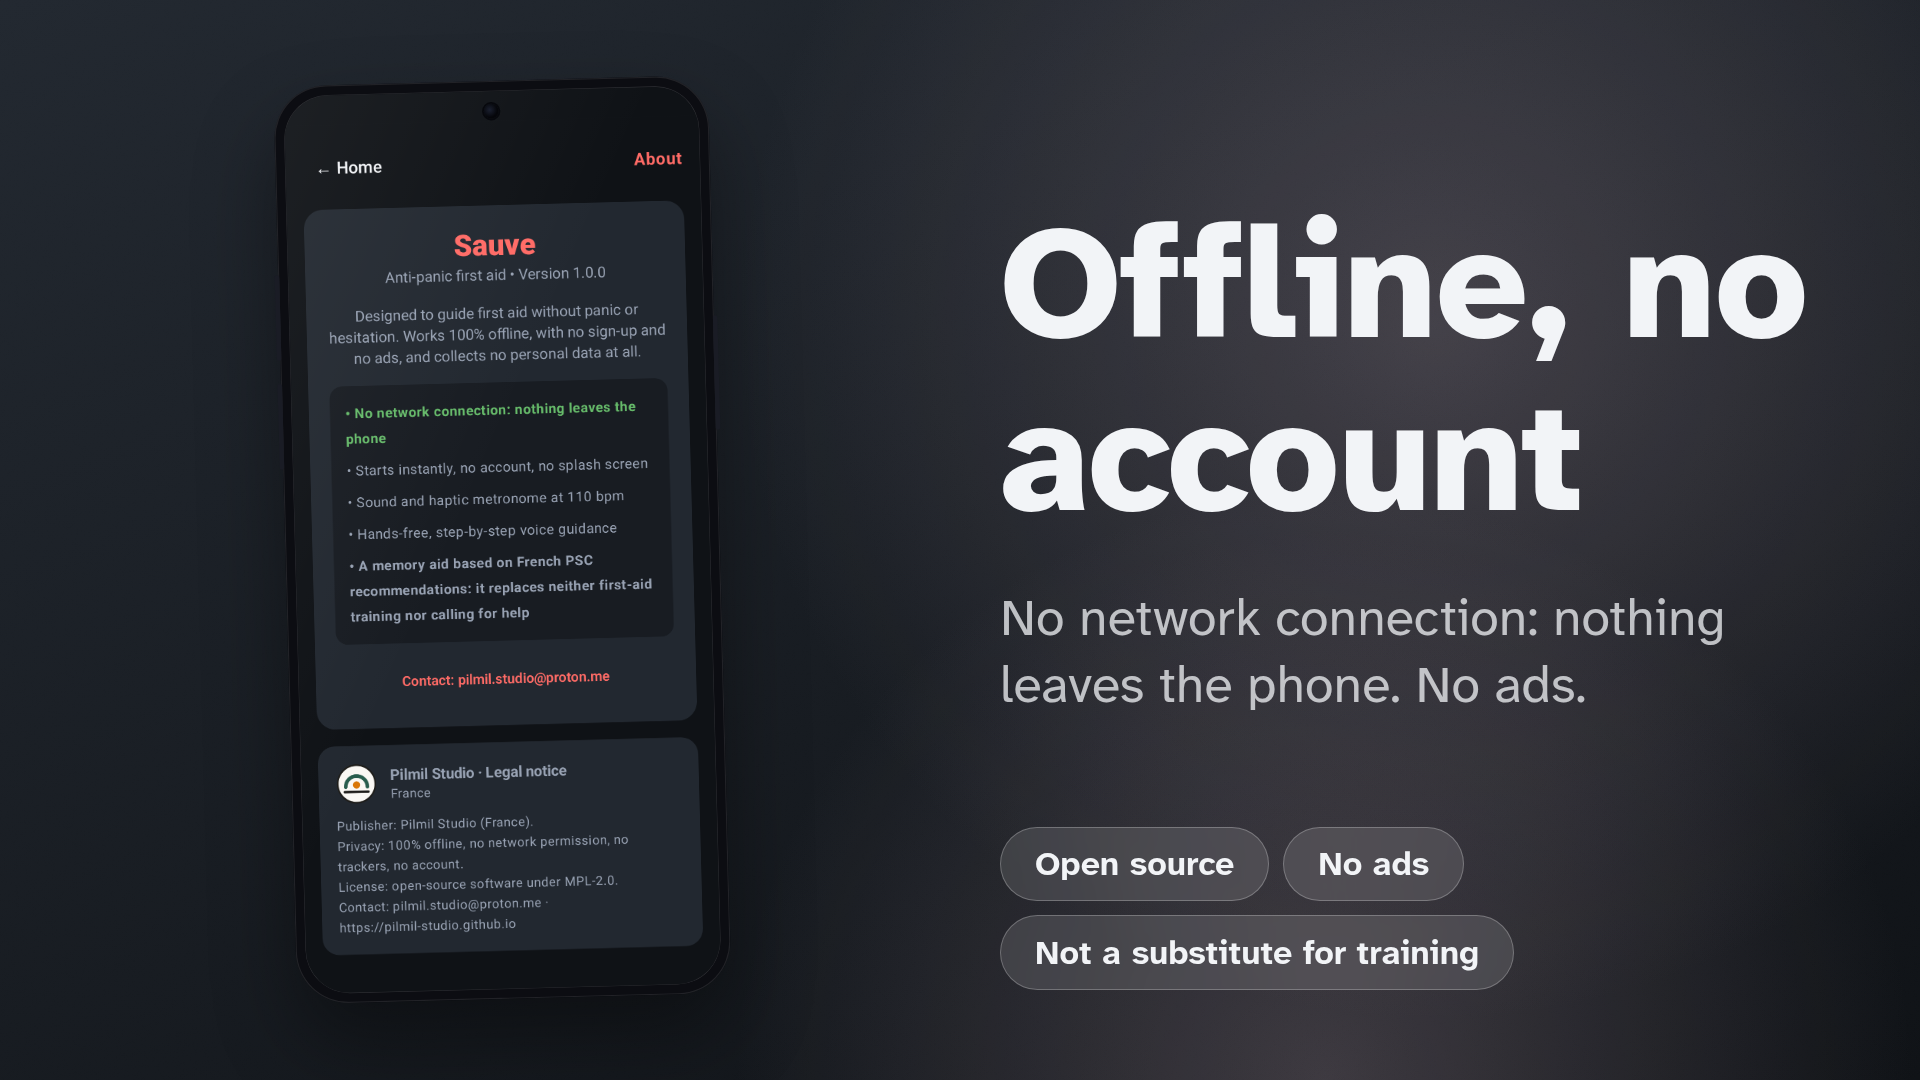 ← Home
About
Sauve
Anti-panic first aid • Version 1.0.0
Designed to guide first aid without panic or
hesitation. Works 100% offline, with no sign-up and
no ads, and collects no personal data at all.
• No network connection: nothing leaves the
phone
• Starts instantly, no account, no splash screen
• Sound and haptic metronome at 110 bpm
• Hands-free, step-by-step voice guidance
• A memory aid based on French PSC
recommendations: it replaces neither first-aid
training nor calling for help
Contact: pilmil.studio@proton.me
Pilmil Studio · Legal notice
France
Publisher: Pilmil Studio (France).
Privacy: 100% offline, no network permission, no
trackers, no account.
License: open-source software under MPL-2.0.
Contact: pilmil.studio@proton.me ·
https://pilmil-studio.github.io
Offline, no
account
No network connection: nothing
leaves the phone. No ads.
Open source
No ads
Not a substitute for training